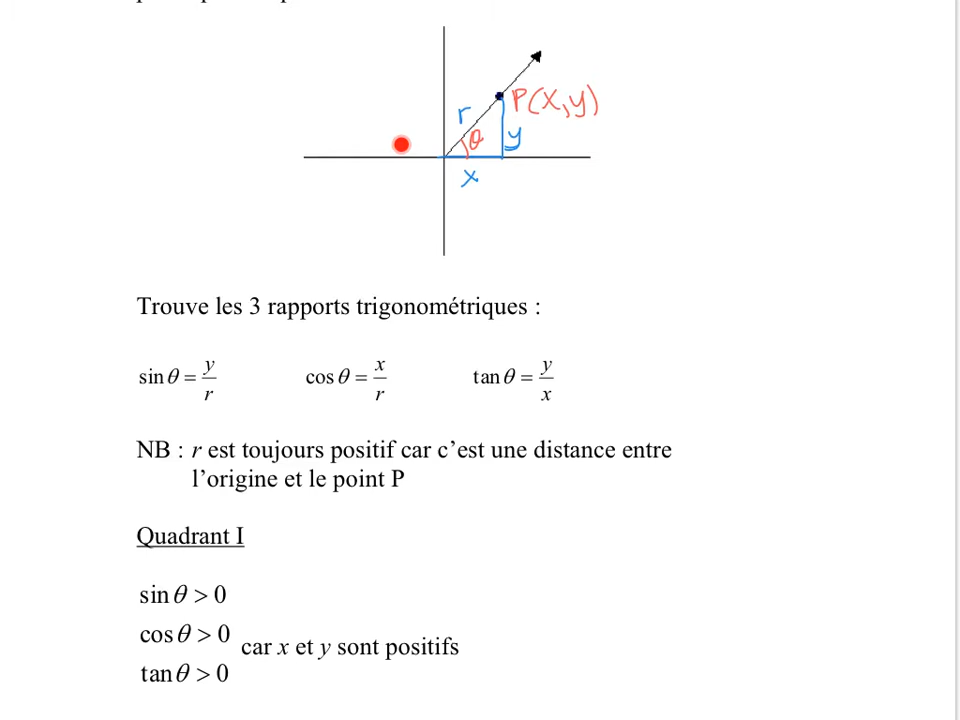 P(x,y)
r
θ
y
x
Trouve les 3 rapports trigonométriques :
sin θ = y/r    cos θ = x/r    tan θ = y/x
NB : r est toujours positif car c’est une distance entre
l’origine et le point P
Quadrant I
sin θ > 0
cos θ > 0 car x et y sont positifs
tan θ > 0